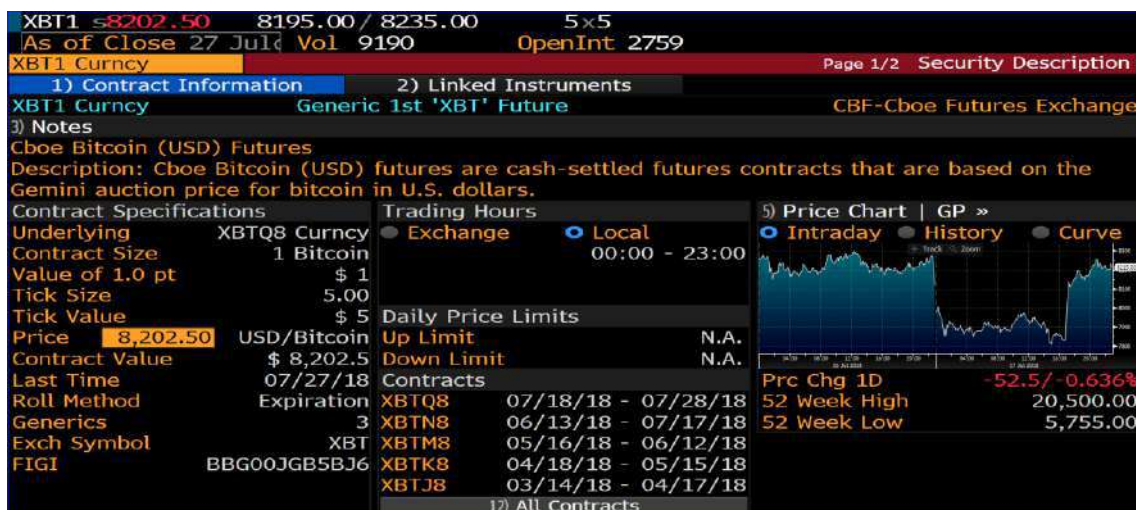 XBT1 s8202.50 8195.00/ 8235.00 5×5
As of Close 27 Jul Vol 9190 OpenInt 2759
XBT1 Curncy Page 1/2 Security Description
1) Contract Information 2) Linked Instruments
XBT1 Curncy Generic 1st 'XBT' Future CBF-Cboe Futures Exchange
3) Notes
Cboe Bitcoin (USD) Futures
Description: Cboe Bitcoin (USD) futures are cash-settled futures contracts that are based on the
Gemini auction price for bitcoin in U.S. dollars.
Contract Specifications
Underlying XBTQ8 Curncy
Contract Size 1 Bitcoin
Value of 1.0 pt $ 1
Tick Size 5.00
Tick Value $ 5
Price 8,202.50 USD/Bitcoin
Contract Value $ 8,202.5
Last Time 07/27/18
Roll Method Expiration
Generics 3
Exch Symbol XBT
FIGI BBG00JGB5BJ6
Trading Hours
Exchange Local
00:00 - 23:00
Daily Price Limits
Up Limit N.A.
Down Limit N.A.
Contracts
XBTQ8 07/18/18 - 07/28/18
XBTN8 06/13/18 - 07/17/18
XBTM8 05/16/18 - 06/12/18
XBTK8 04/18/18 - 05/15/18
XBTJ8 03/14/18 - 04/17/18
12) All Contracts
5) Price Chart | GP »
Intraday History Curve
Track Zoom
Prc Chg 1D -52.5/-0.636%
52 Week High 20,500.00
52 Week Low 5,755.00